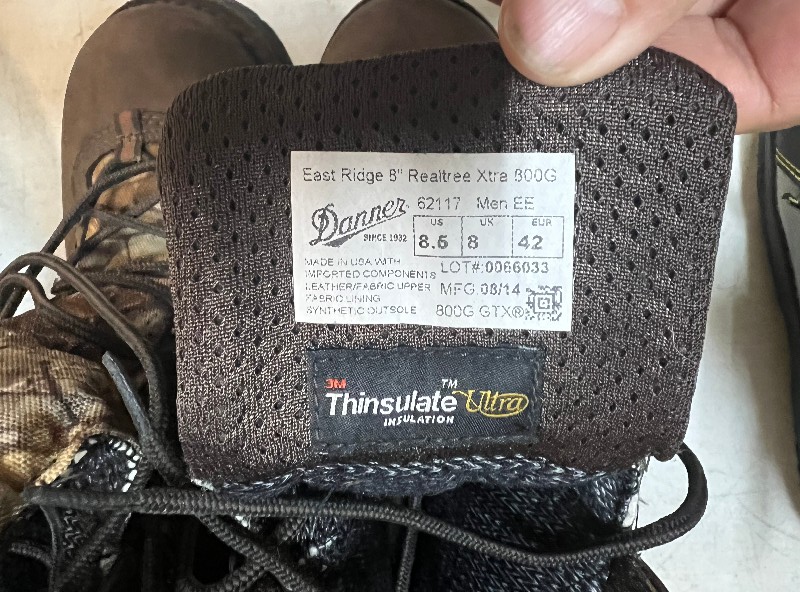 East Ridge 8" Realtree Xtra 800G
Danner
SINCE 1932
62117 Men EE
US UK EUR
8.5 8 42
MADE IN USA WITH
IMPORTED COMPONENTS
LEATHER/FABRIC UPPER
FABRIC LINING
SYNTHETIC OUTSOLE
LOT#:0066033
MFG 08/14
800G GTX®
3M
Thinsulate™ Ultra
INSULATION